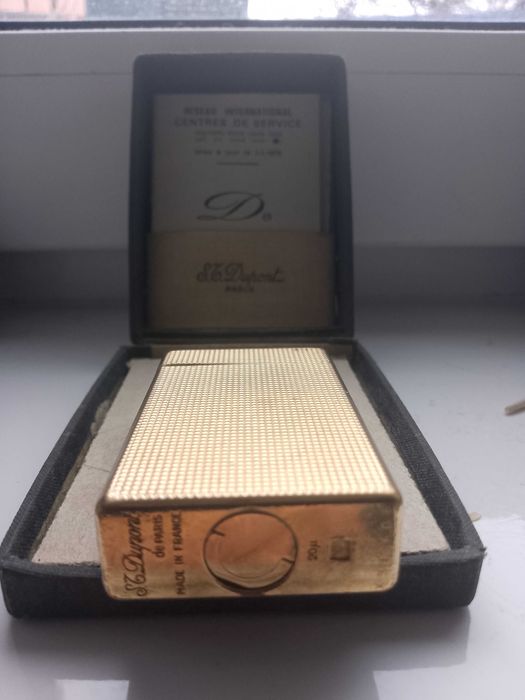 RESEAU INTERNATIONAL
CENTRES DE SERVICE
D
S.T. Dupont
PARIS
S.T. Dupont
de PARIS
MADE IN FRANCE
20µ